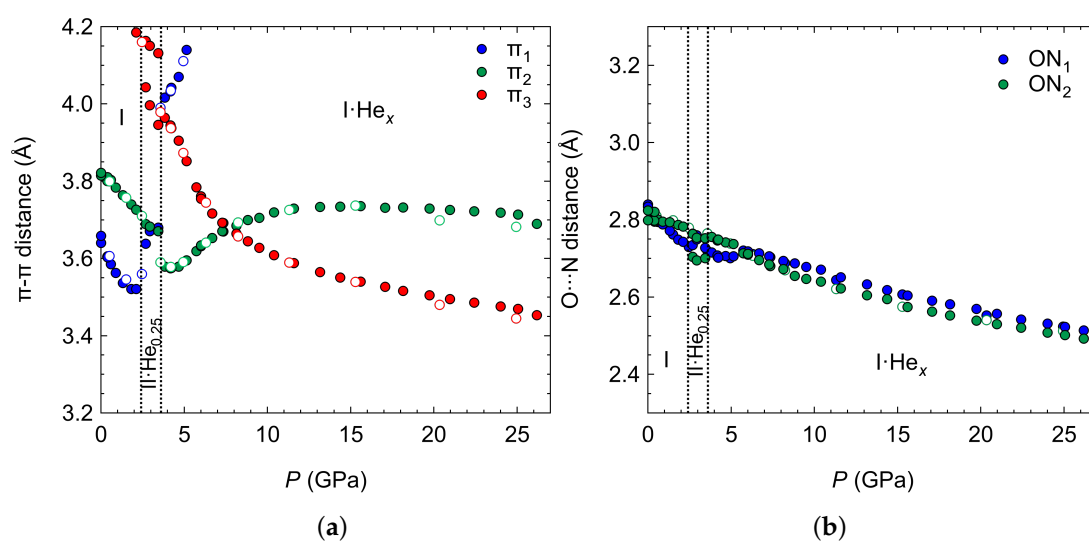 4.2
4.0
3.8
3.6
3.4
3.2
π-π distance (Å)
0 5 10 15 20 25
P (GPa)
π₁
π₂
π₃
I
II·He₀.₂₅
I·Heₓ
(a)
3.2
3.0
2.8
2.6
2.4
O···N distance (Å)
0 5 10 15 20 25
P (GPa)
ON₁
ON₂
I
II·He₀.₂₅
I·Heₓ
(b)